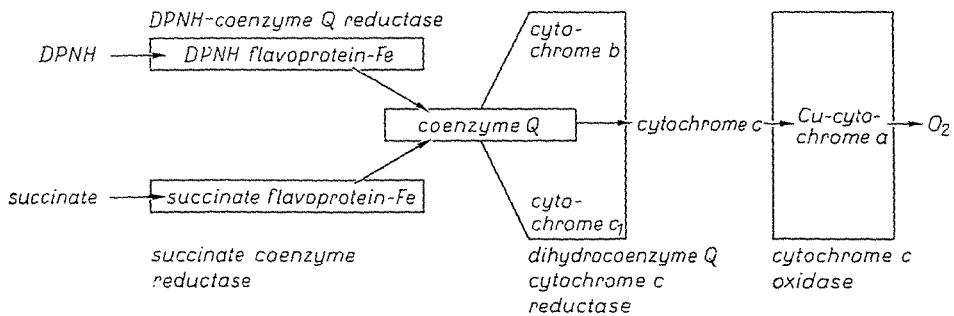 DPNH-coenzyme Q reductase
DPNH
DPNH flavoprotein-Fe
cyto-
chrome b
coenzyme Q
cytochrome c
Cu-cyto-
chrome a
O2
succinate
succinate flavoprotein-Fe
cyto-
chrome c1
succinate coenzyme
reductase
dihydrocoenzyme Q
cytochrome c
reductase
cytochrome c
oxidase